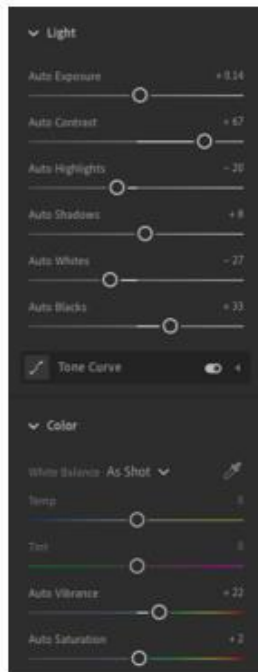 Light
Auto Exposure + 0.14
Auto Contrast + 67
Auto Highlights - 20
Auto Shadows + 8
Auto Whites - 27
Auto Blacks + 33
Tone Curve
Color
White Balance As Shot
Temp 0
Tint 0
Auto Vibrance + 22
Auto Saturation + 2